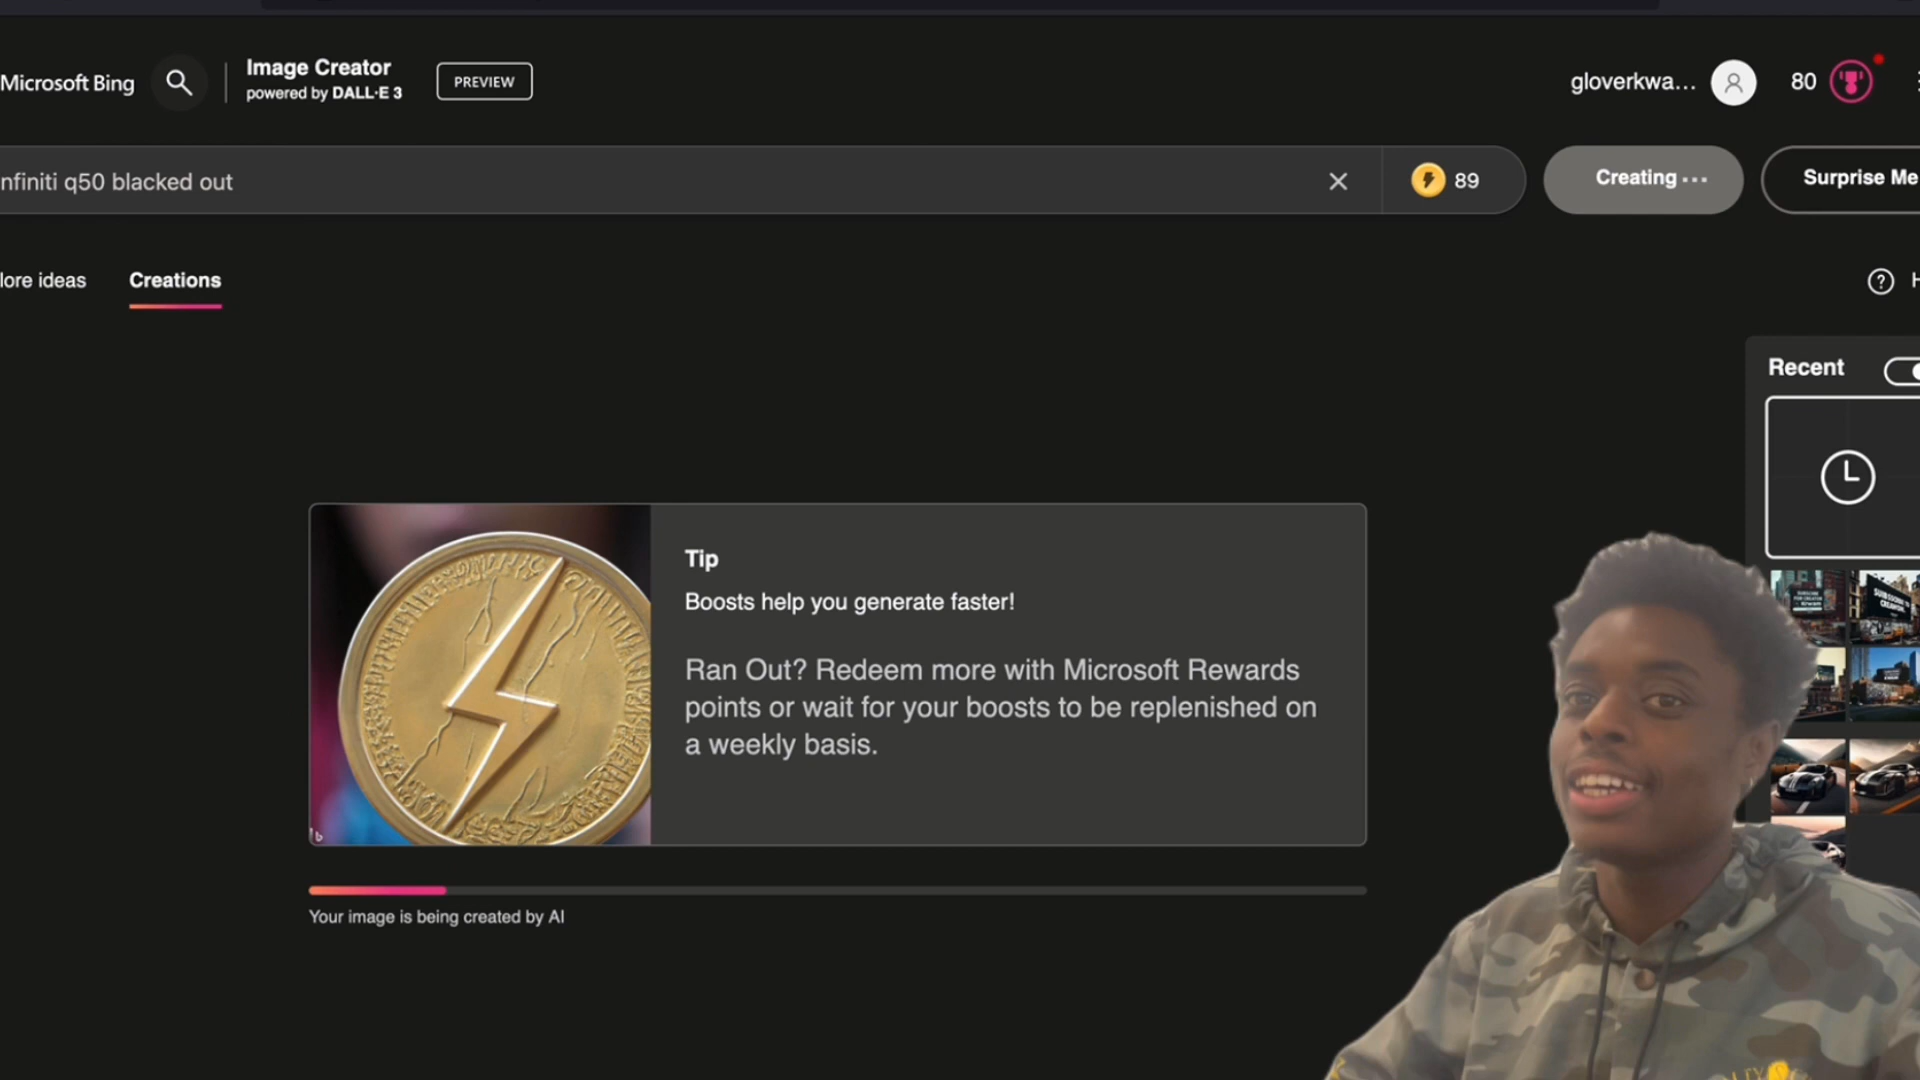 Microsoft Bing
Image Creator
powered by DALL·E 3
PREVIEW
gloverkwa...
80
nfiniti q50 blacked out
89
Creating...
Surprise Me
lore ideas
Creations
Recent
Tip
Boosts help you generate faster!
Ran Out? Redeem more with Microsoft Rewards
points or wait for your boosts to be replenished on
a weekly basis.
Your image is being created by AI